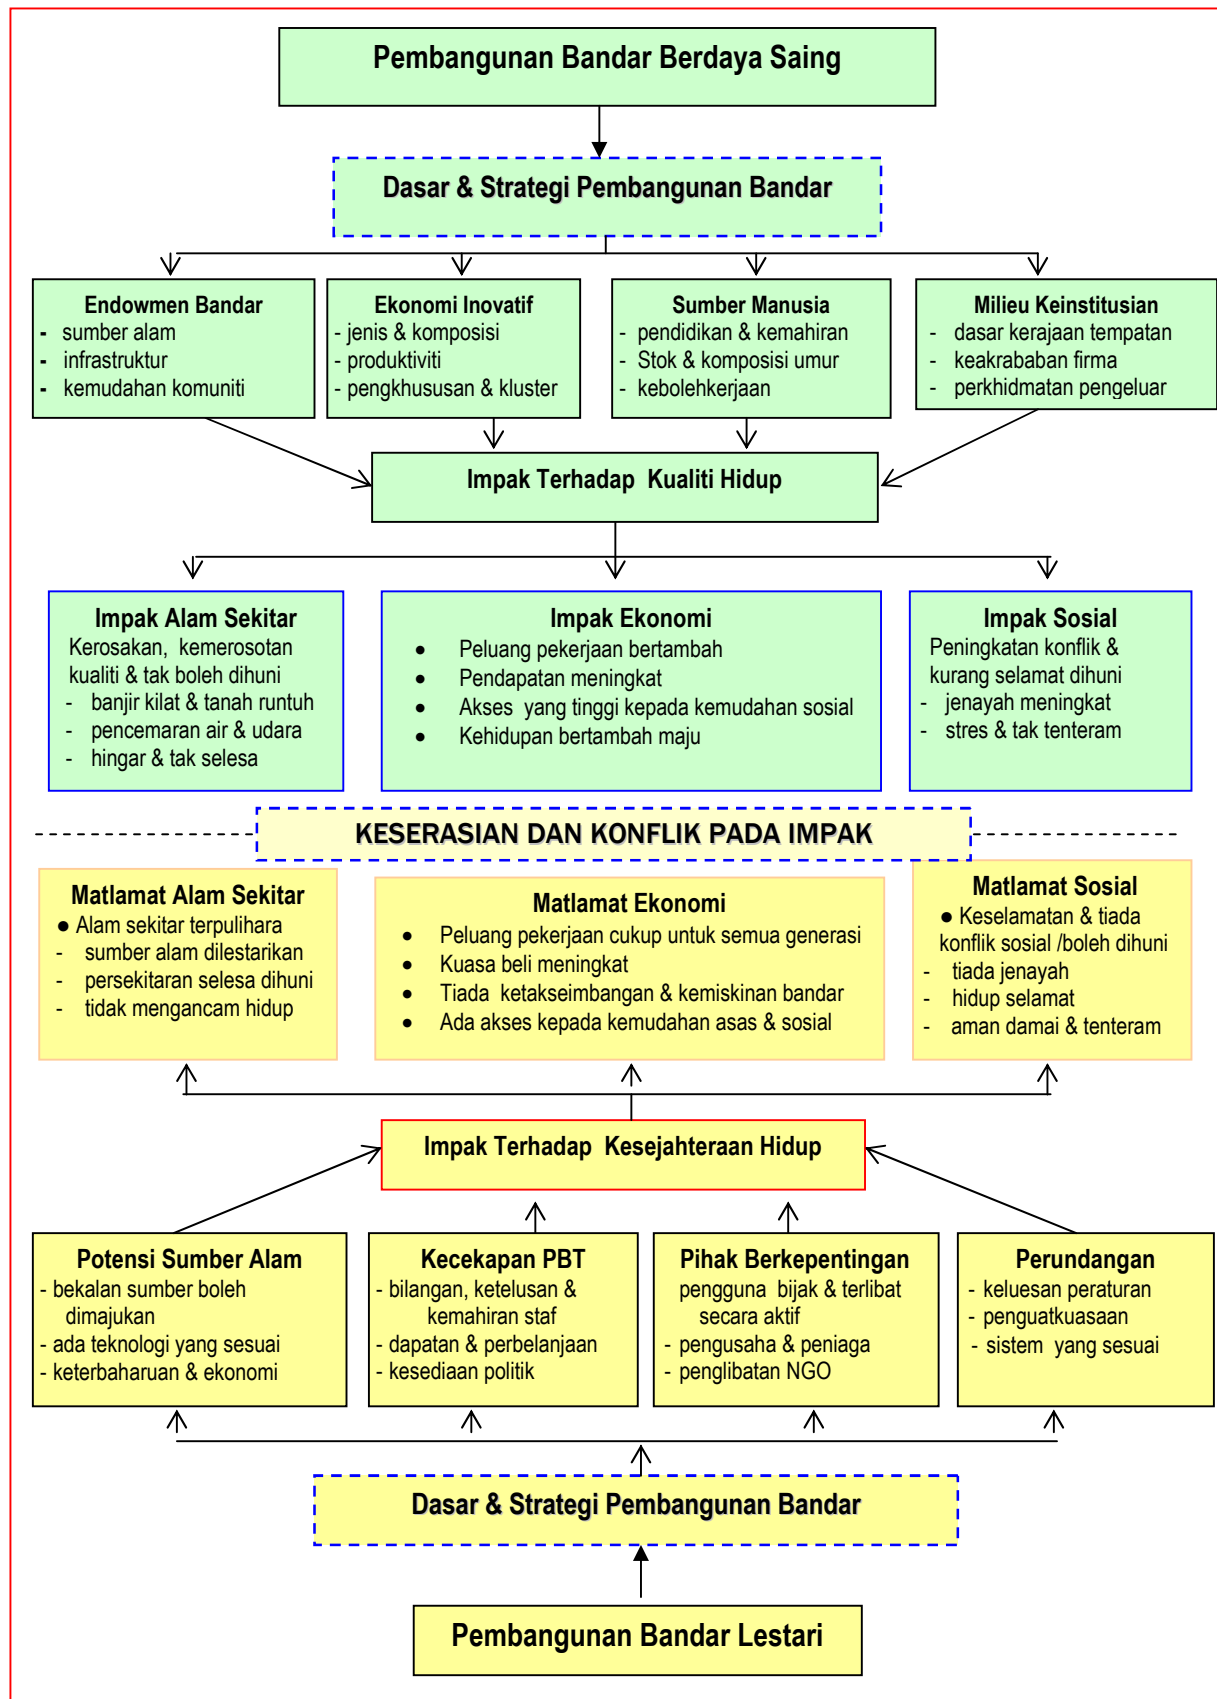 Pembangunan Bandar Berdaya Saing
Dasar & Strategi Pembangunan Bandar
Endowmen Bandar
- sumber alam
- infrastruktur
- kemudahan komuniti
Ekonomi Inovatif
- jenis & komposisi
- produktiviti
- pengkhususan & kluster
Sumber Manusia
- pendidikan & kemahiran
- Stok & komposisi umur
- kebolehkerjaan
Milieu Keinstitusian
- dasar kerajaan tempatan
- keakrababan firma
- perkhidmatan pengeluar
Impak Terhadap Kualiti Hidup
Impak Alam Sekitar
Kerosakan, kemerosotan
kualiti & tak boleh dihuni
- banjir kilat & tanah runtuh
- pencemaran air & udara
- hingar & tak selesa
Impak Ekonomi
● Peluang pekerjaan bertambah
● Pendapatan meningkat
● Akses yang tinggi kepada kemudahan sosial
● Kehidupan bertambah maju
Impak Sosial
Peningkatan konflik &
kurang selamat dihuni
- jenayah meningkat
- stres & tak tenteram
KESERASIAN DAN KONFLIK PADA IMPAK
Matlamat Alam Sekitar
● Alam sekitar terpulihara
- sumber alam dilestarikan
- persekitaran selesa dihuni
- tidak mengancam hidup
Matlamat Ekonomi
● Peluang pekerjaan cukup untuk semua generasi
● Kuasa beli meningkat
● Tiada ketakseimbangan & kemiskinan bandar
● Ada akses kepada kemudahan asas & sosial
Matlamat Sosial
● Keselamatan & tiada
konflik sosial /boleh dihuni
- tiada jenayah
- hidup selamat
- aman damai & tenteram
Impak Terhadap Kesejahteraan Hidup
Potensi Sumber Alam
- bekalan sumber boleh
dimajukan
- ada teknologi yang sesuai
- keterbaharuan & ekonomi
Kecekapan PBT
- bilangan, ketelusan &
kemahiran staf
- dapatan & perbelanjaan
- kesediaan politik
Pihak Berkepentingan
pengguna bijak & terlibat
secara aktif
- pengusaha & peniaga
- penglibatan NGO
Perundangan
- keluesan peraturan
- penguatkuasaan
- sistem yang sesuai
Dasar & Strategi Pembangunan Bandar
Pembangunan Bandar Lestari